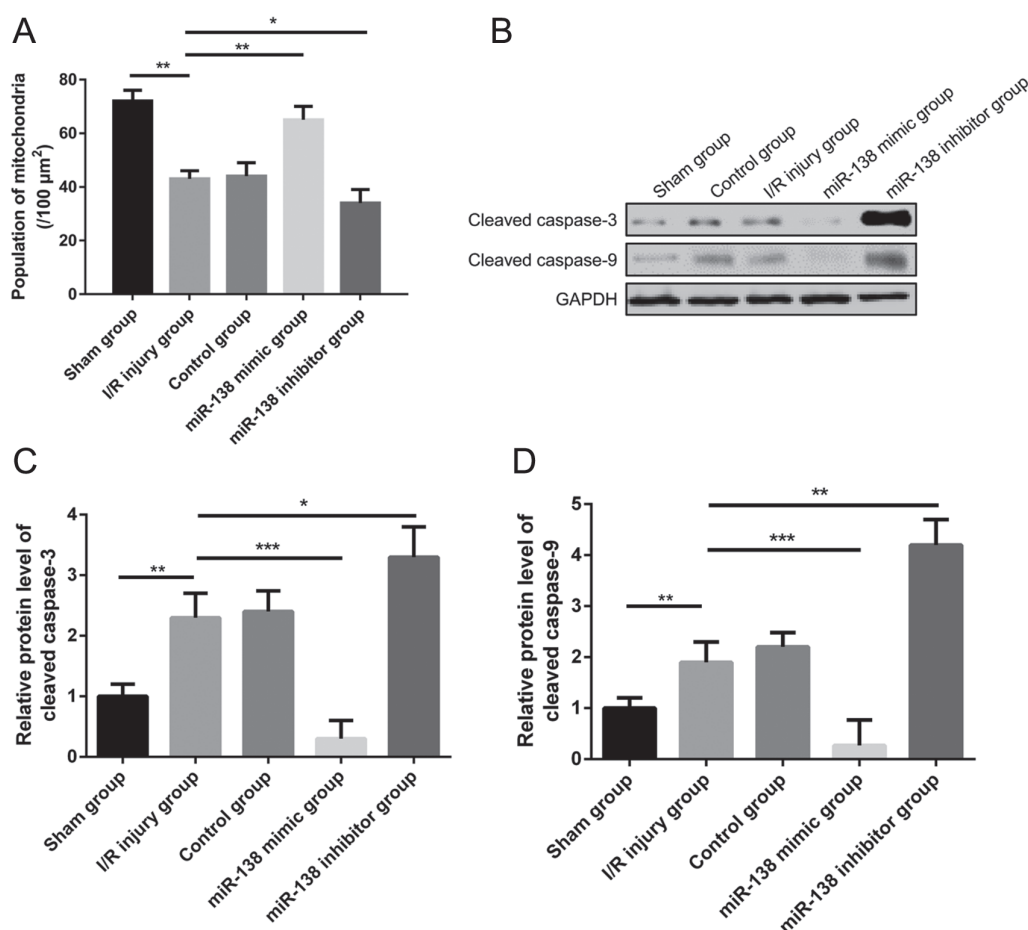 A
*
**
**
80
60
40
20
0
Population of mitochondria
(/100 µm²)
Sham group
I/R injury group
Control group
miR-138 mimic group
miR-138 inhibitor group
B
Sham group
Control group
I/R injury group
miR-138 mimic group
miR-138 inhibitor group
Cleaved caspase-3
Cleaved caspase-9
GAPDH
C
*
***
**
4
3
2
1
0
Relative protein level of
cleaved caspase-3
Sham group
I/R injury group
Control group
miR-138 mimic group
miR-138 inhibitor group
D
**
***
**
5
4
3
2
1
0
Relative protein level of
cleaved caspase-9
Sham group
I/R injury group
Control group
miR-138 mimic group
miR-138 inhibitor group